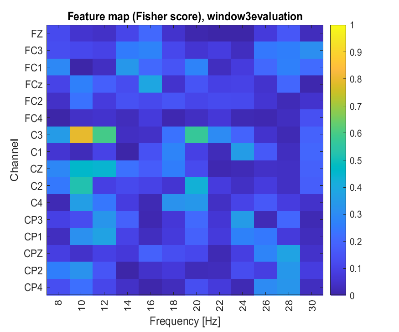 Feature map (Fisher score), window3evaluation
Channel
FZ
FC3
FC1
FCz
FC2
FC4
C3
C1
CZ
C2
C4
CP3
CP1
CPZ
CP2
CP4
8 10 12 14 16 18 20 22 24 26 28 30
Frequency [Hz]
1
0.9
0.8
0.7
0.6
0.5
0.4
0.3
0.2
0.1
0